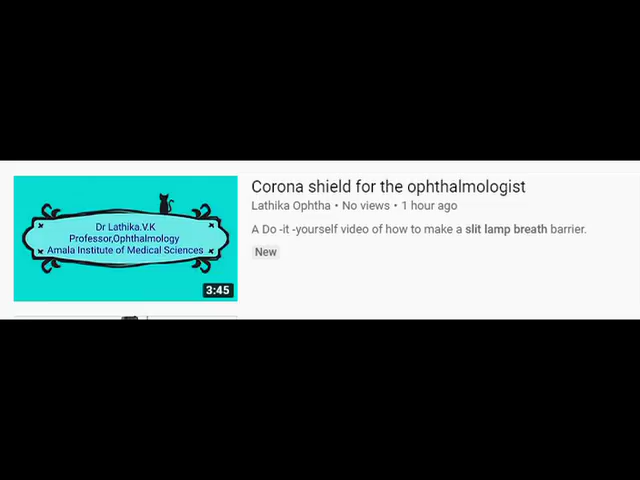 Dr Lathika.V.K
Professor,Ophthalmology
Amala Institute of Medical Sciences
3:45
Corona shield for the ophthalmologist
Lathika Ophtha • No views • 1 hour ago
A Do -it -yourself video of how to make a slit lamp breath barrier.
New